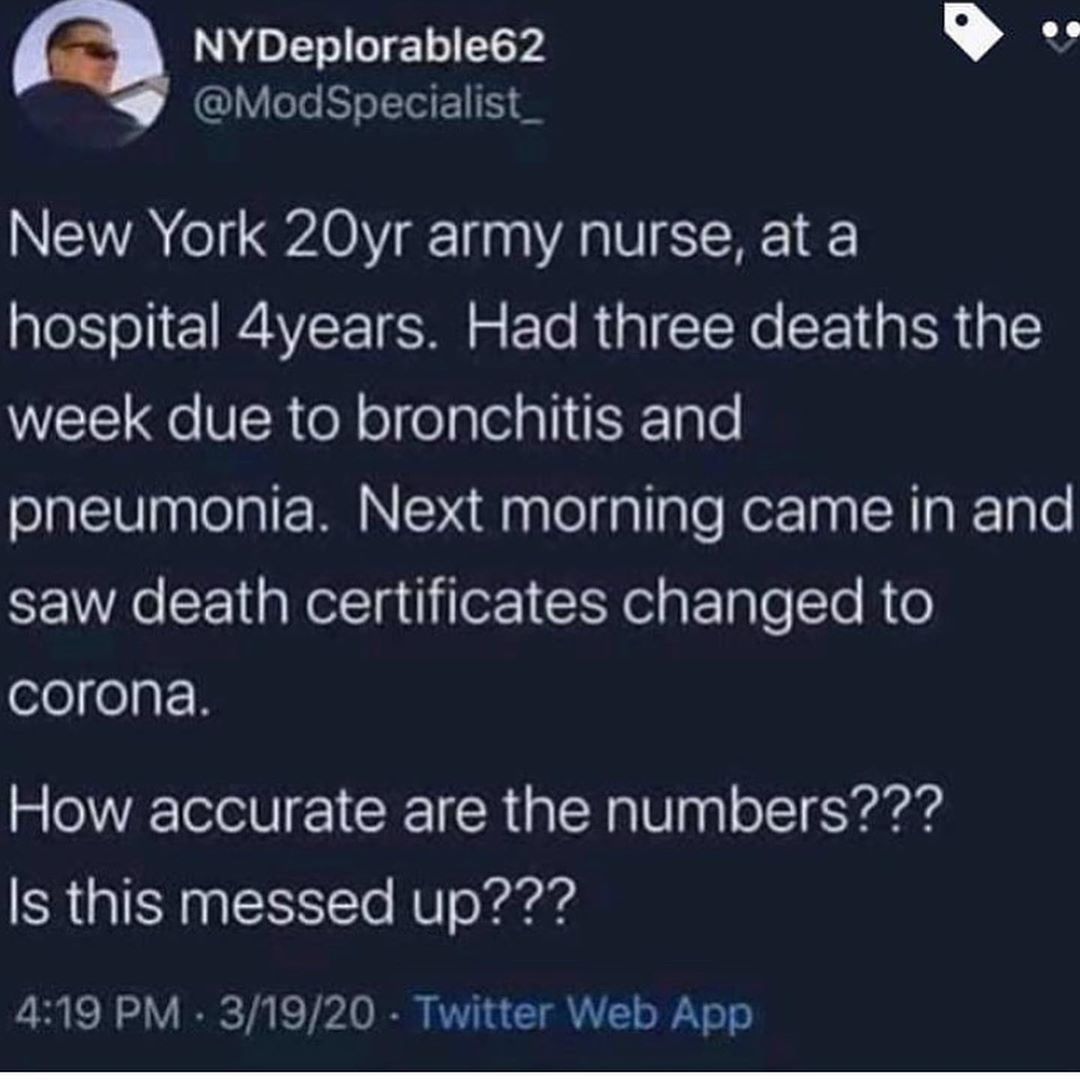 NYDeplorable62
@ModSpecialist_
New York 20yr army nurse, at a
hospital 4years.  Had three deaths the
week due to bronchitis and
pneumonia.  Next morning came in and
saw death certificates changed to
corona.
How accurate are the numbers???
Is this messed up???
4:19 PM · 3/19/20 · Twitter Web App